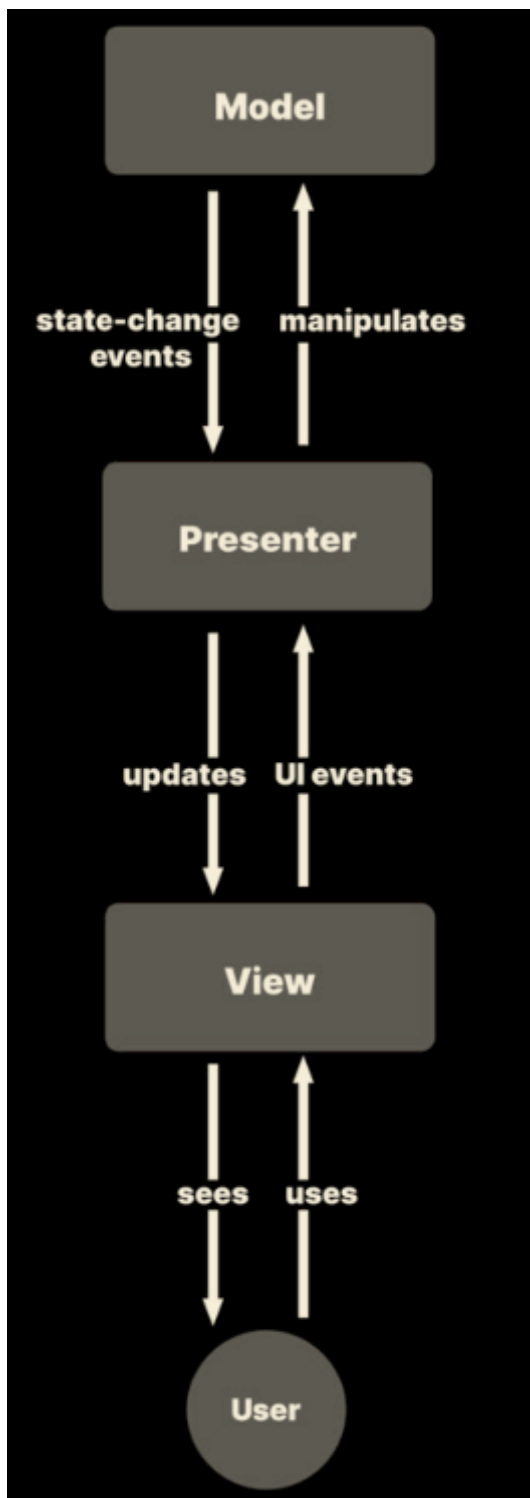 Model
state-change
events
manipulates
Presenter
updates
UI events
View
sees
uses
User